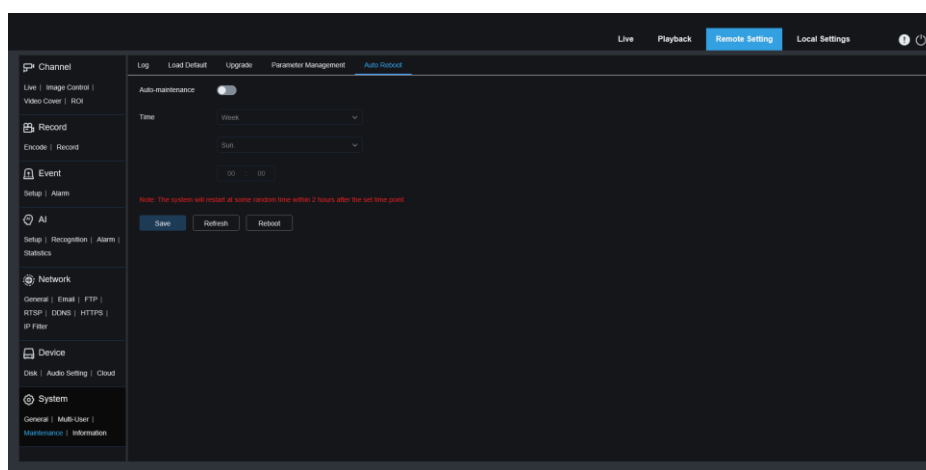 Live Playback Remote Setting Local Settings
Channel
Live | Image Control |
Video Cover | ROI
Record
Encode | Record
Event
Setup | Alarm
AI
Setup | Recognition | Alarm |
Statistics
Network
General | Email | FTP |
RTSP | DDNS | HTTPS |
IP Filter
Device
Disk | Audio Setting | Cloud
System
General | Multi-User |
Maintenance | Information
Log Load Default Upgrade Parameter Management Auto Reboot
Auto-maintenance
Time Week
Sun.
00 : 00
Note: The system will restart at some random time within 2 hours after the set time point
Save Refresh Reboot